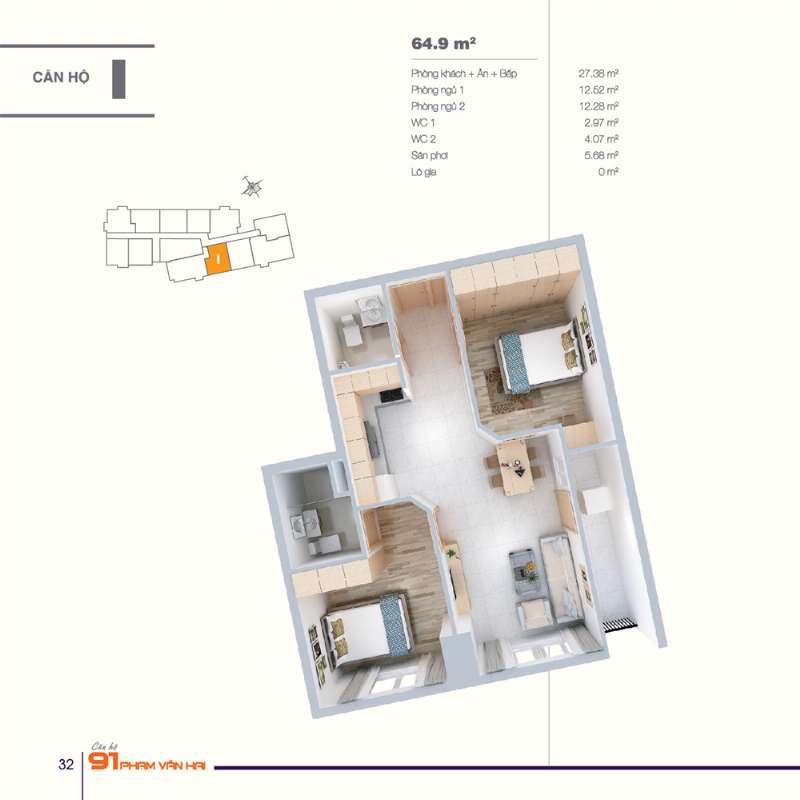 64.9 m²
CĂN HỘ I
Phòng khách + Ăn + Bếp 27.38 m²
Phòng ngủ 1 12.52 m²
Phòng ngủ 2 12.28 m²
WC 1 2.97 m²
WC 2 4.07 m²
Sân phơi 5.68 m²
Lô gia 0 m²
I
Căn hộ
32 91 PHẠM VĂN HAI